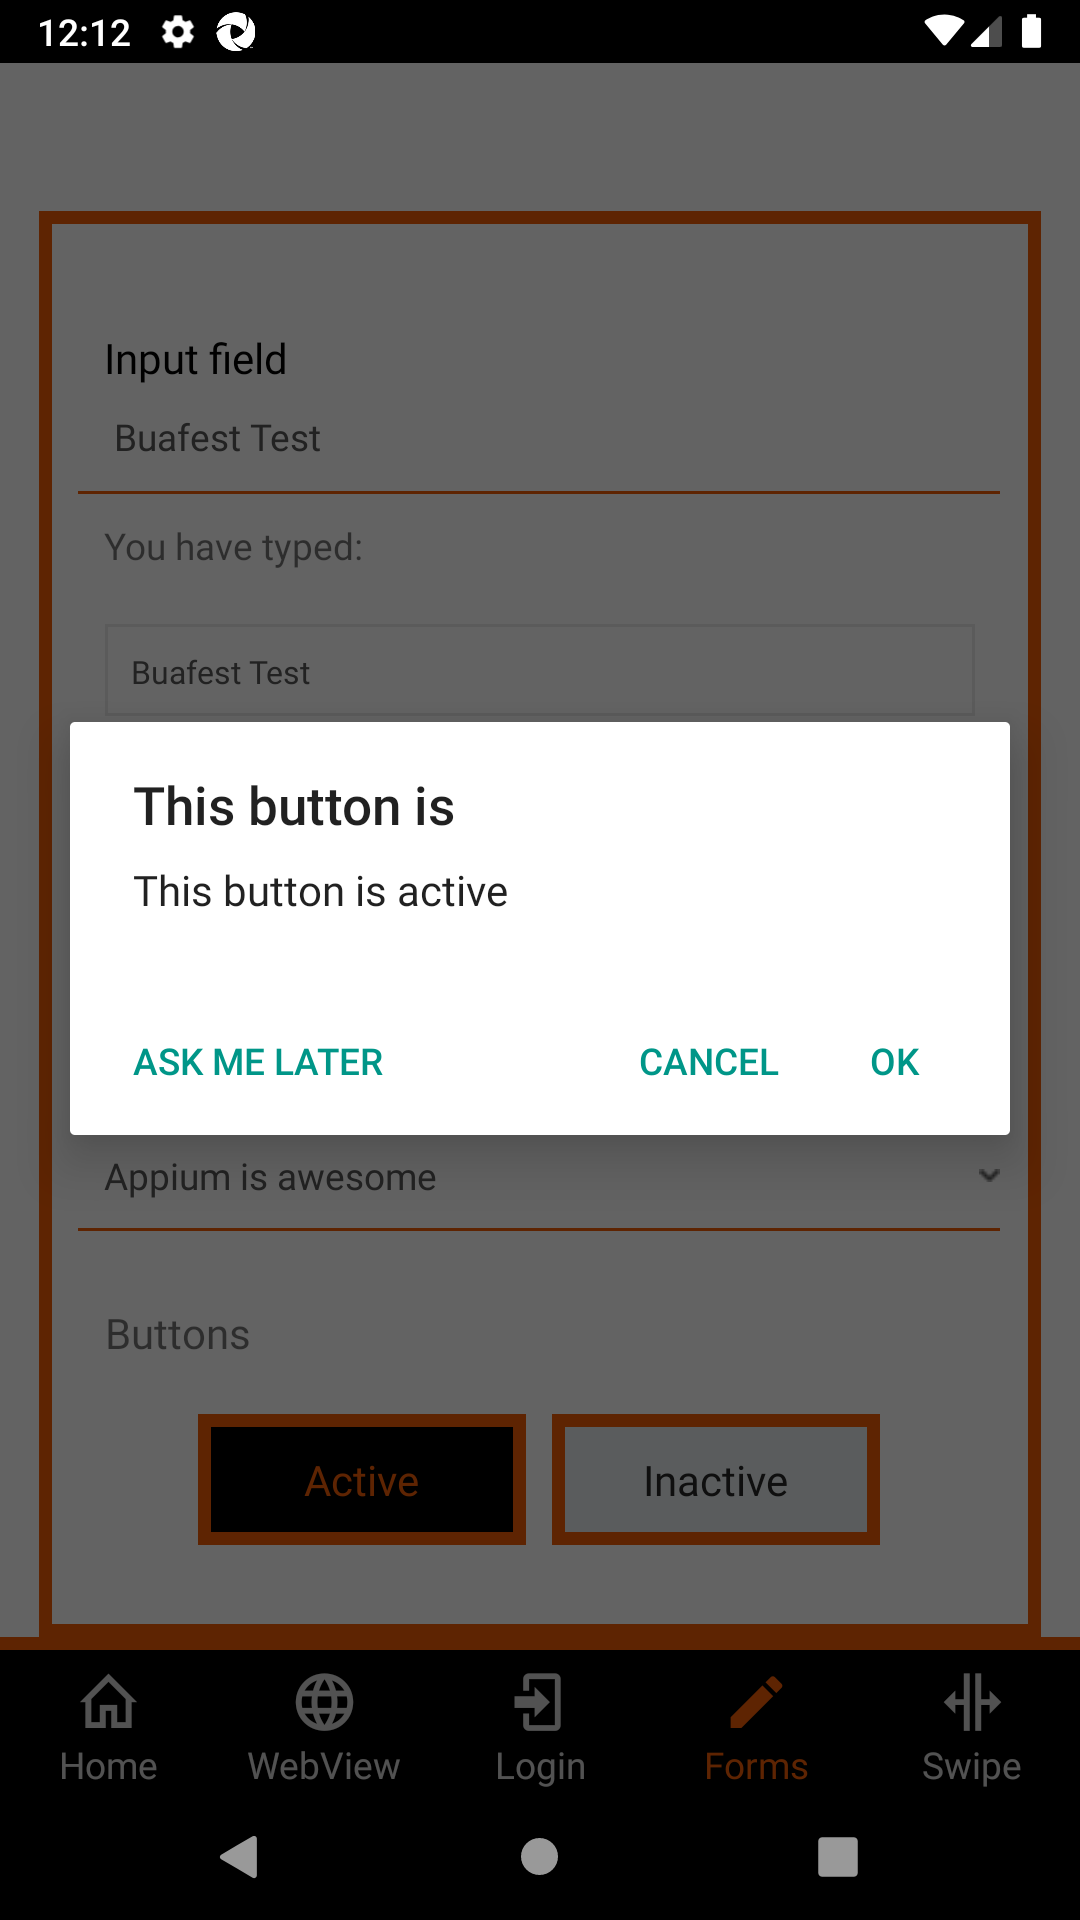 12:12
Input field
Buafest Test
You have typed:
Buafest Test
This button is
This button is active
ASK ME LATER CANCEL OK
Appium is awesome
Buttons
Active Inactive
Home WebView Login Forms Swipe